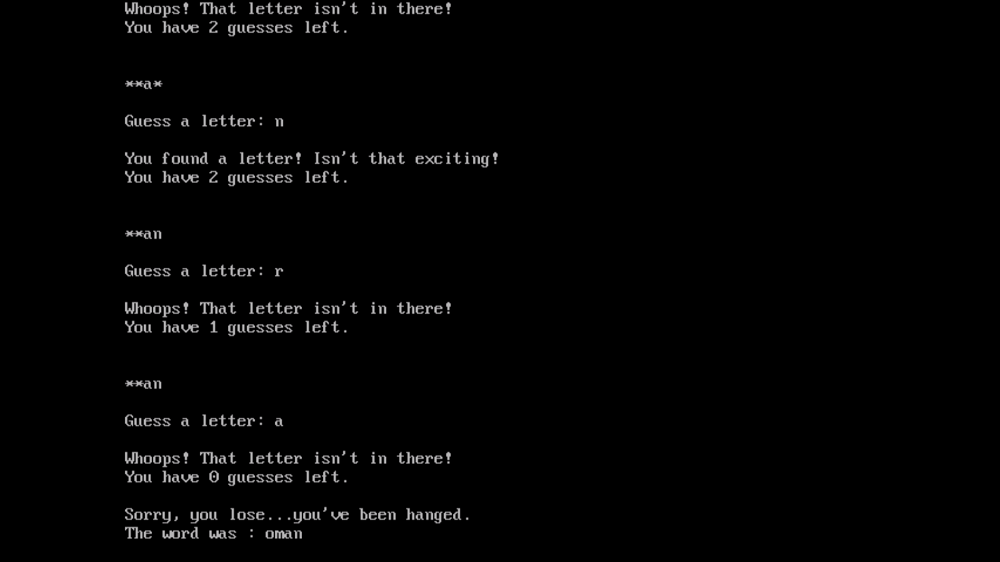 Whoops! That letter isn't in there!
You have 2 guesses left.
**a*
Guess a letter: n
You found a letter! Isn't that exciting!
You have 2 guesses left.
**an
Guess a letter: r
Whoops! That letter isn't in there!
You have 1 guesses left.
**an
Guess a letter: a
Whoops! That letter isn't in there!
You have 0 guesses left.
Sorry, you lose...you've been hanged.
The word was : oman